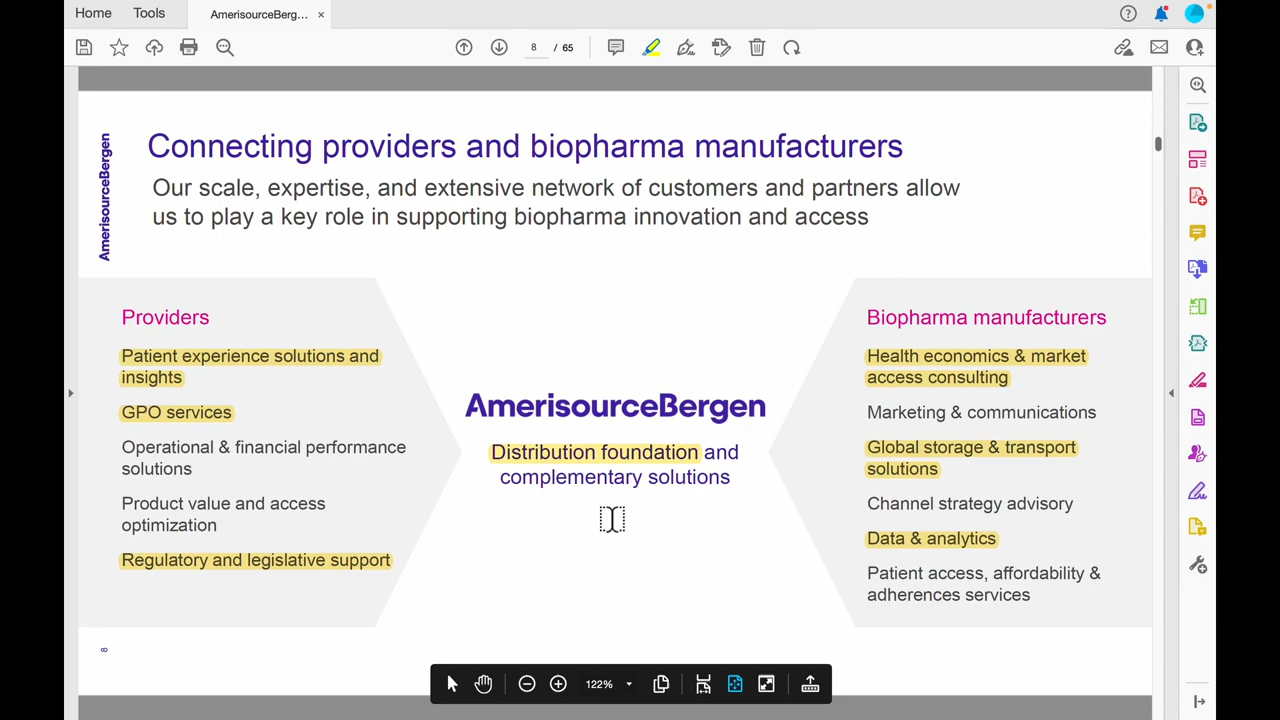 Home Tools AmerisourceBerg... ×
8 / 65
AmerisourceBergen
Connecting providers and biopharma manufacturers
Our scale, expertise, and extensive network of customers and partners allow
us to play a key role in supporting biopharma innovation and access
Providers
Patient experience solutions and
insights
GPO services
Operational & financial performance
solutions
Product value and access
optimization
Regulatory and legislative support
AmerisourceBergen
Distribution foundation and
complementary solutions
Biopharma manufacturers
Health economics & market
access consulting
Marketing & communications
Global storage & transport
solutions
Channel strategy advisory
Data & analytics
Patient access, affordability &
adherences services
8
122%